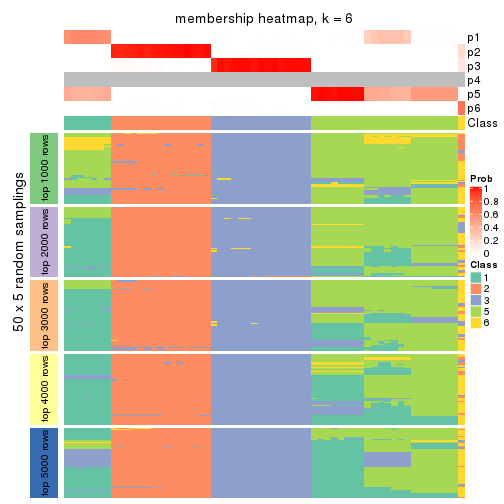 membership heatmap, k = 6
p1
p2
p3
p4
p5
p6
Class
50 x 5 random samplings
top 1000 rows
top 2000 rows
top 3000 rows
top 4000 rows
top 5000 rows
Prob
1
0.8
0.6
0.4
0.2
0
Class
1
2
3
5
6